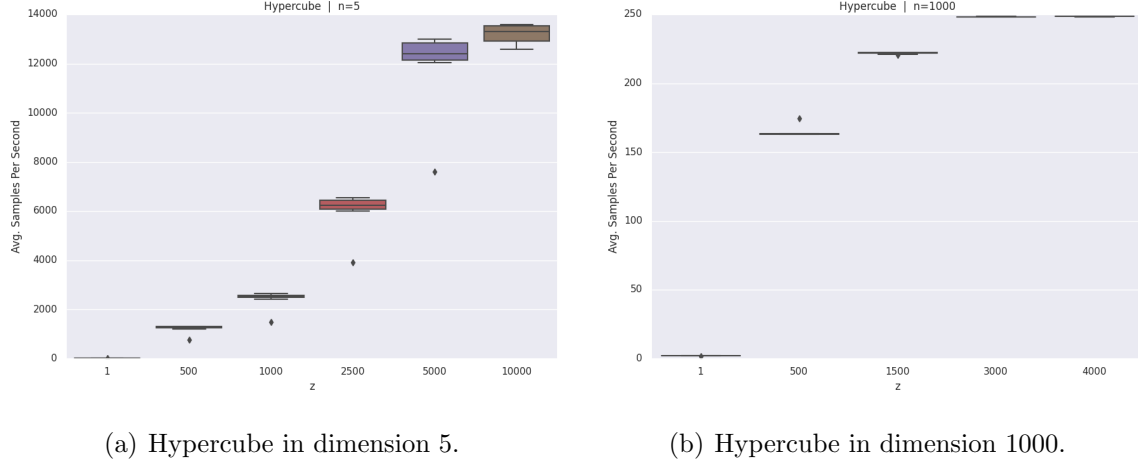 Hypercube | n=5
14000
12000
10000
8000
6000
4000
2000
0
Avg. Samples Per Second
1 500 1000 2500 5000 10000
z
(a) Hypercube in dimension 5.
Hypercube | n=1000
250
200
150
100
50
0
Avg. Samples Per Second
1 500 1500 3000 4000
z
(b) Hypercube in dimension 1000.